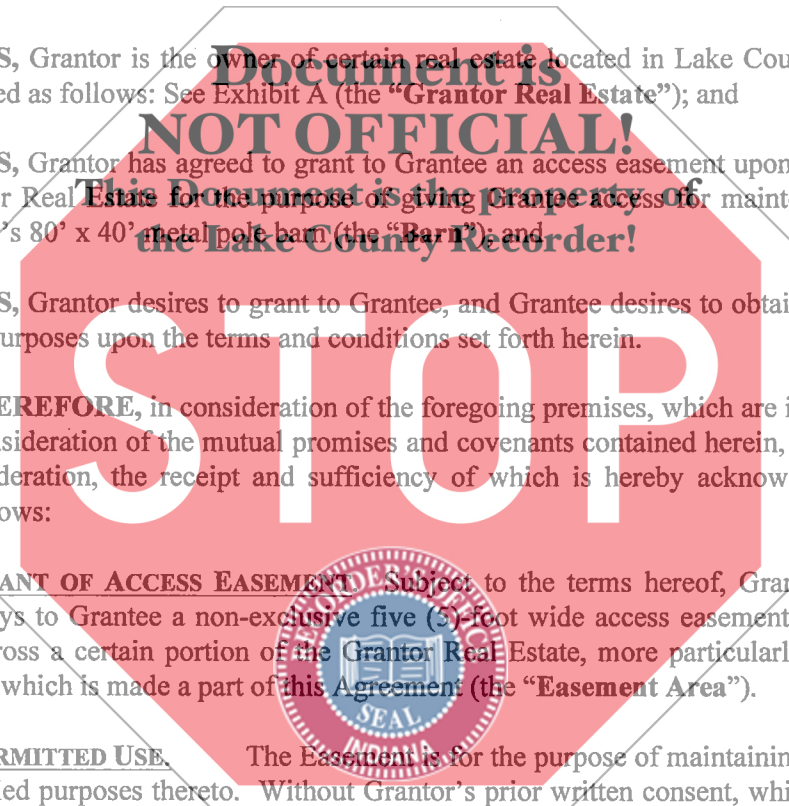 S, Grantor is the owner of certain real estate located in Lake Cou
Document is
ed as follows: See Exhibit A (the “Grantor Real Estate”); and
NOT OFFICIAL!
S, Grantor has agreed to grant to Grantee an access easement upon
This Document is the property of
r Real Estate for the purpose of giving Grantee access for maint
the Lake County Recorder!
’s 80’ x 40’ metal pole barn (the “Barn”); and
S, Grantor desires to grant to Grantee, and Grantee desires to obtai
urposes upon the terms and conditions set forth herein.
STOP
EREFORE, in consideration of the foregoing premises, which are i
sideration of the mutual promises and covenants contained herein,
deration, the receipt and sufficiency of which is hereby acknow
ows:
ANT OF ACCESS EASEMENT. Subject to the terms hereof, Gran
ys to Grantee a non-exclusive five (5)-foot wide access easement
ross a certain portion of the Grantor Real Estate, more particularl
which is made a part of this Agreement (the “Easement Area”).
RECORDER'S OFFICE
SEAL
INDIANA
RMITTED USE. The Easement is for the purpose of maintainin
ed purposes thereto. Without Grantor’s prior written consent, whi